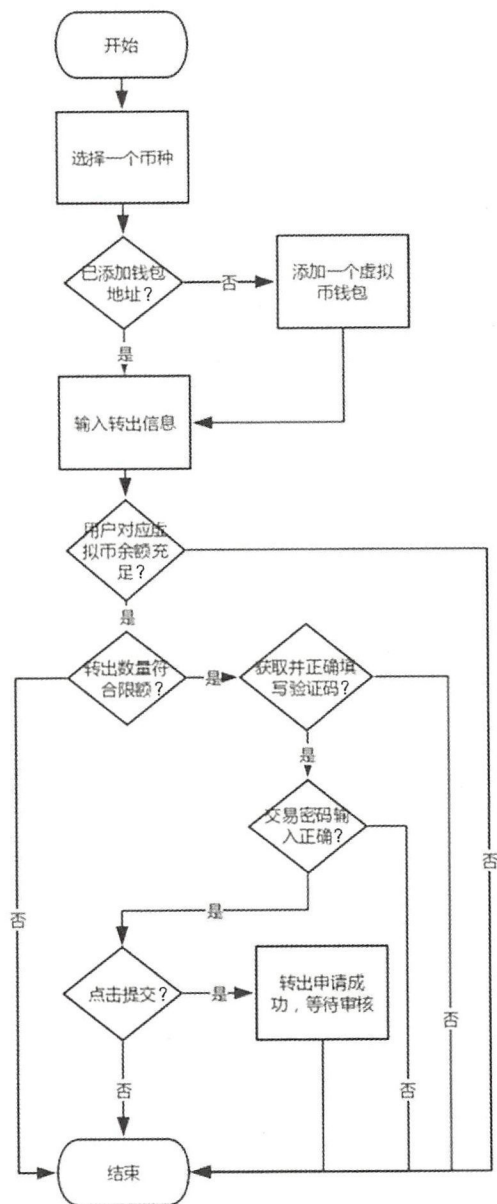 开始
选择一个币种
已添加钱包
地址？
否
添加一个虚拟
币钱包
是
输入转出信息
用户对应虚
拟币余额充
足？
是
转出数量符
合限额？
是
获取并正确填
写验证码？
是
交易密码输
入正确？
否
否
是
点击提交？
是
转出申请成
功，等待审核
否
否
否
结束